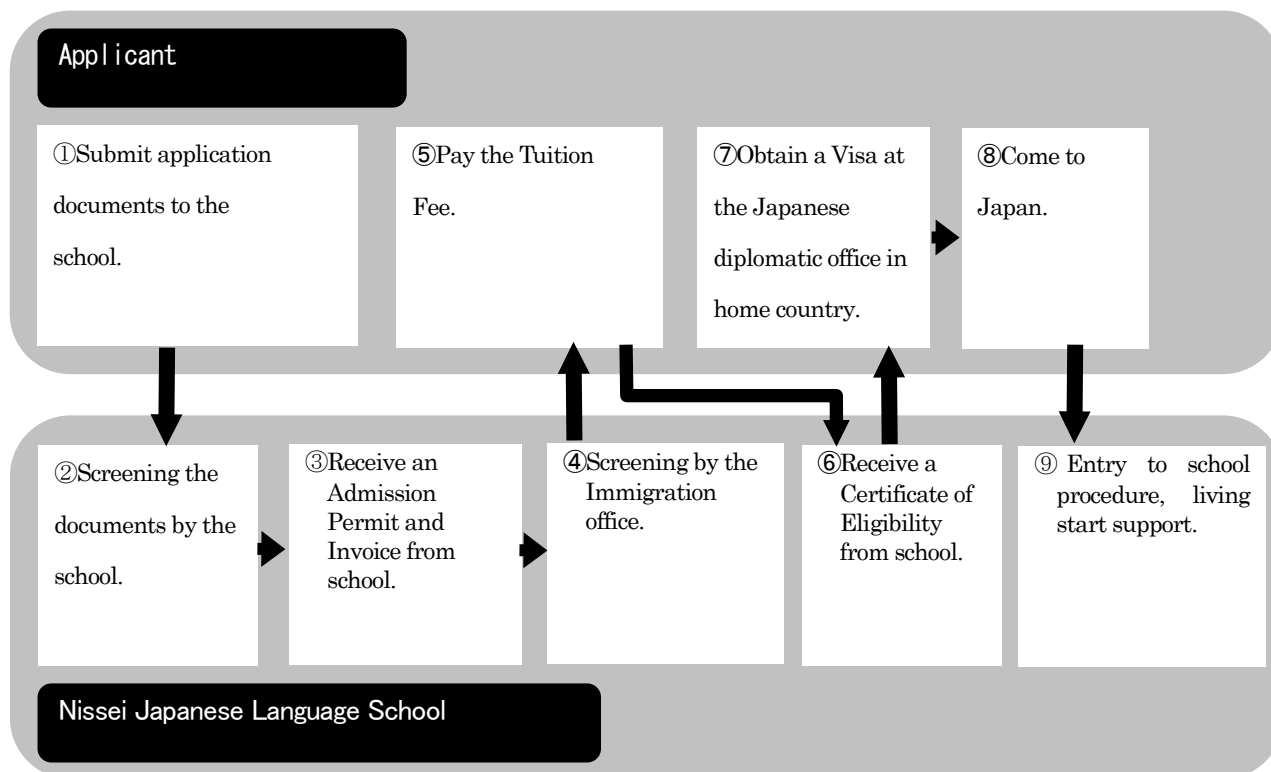 Applicant
①Submit application
documents to the
school.
⑤Pay the Tuition
Fee.
⑦Obtain a Visa at
the Japanese
diplomatic office in
home country.
⑧Come to
Japan.
②Screening the
documents by the
school.
③Receive an
Admission
Permit and
Invoice from
school.
④Screening by the
Immigration
office.
⑥Receive a
Certificate of
Eligibility
from school.
⑨ Entry to school
procedure, living
start support.
Nissei Japanese Language School